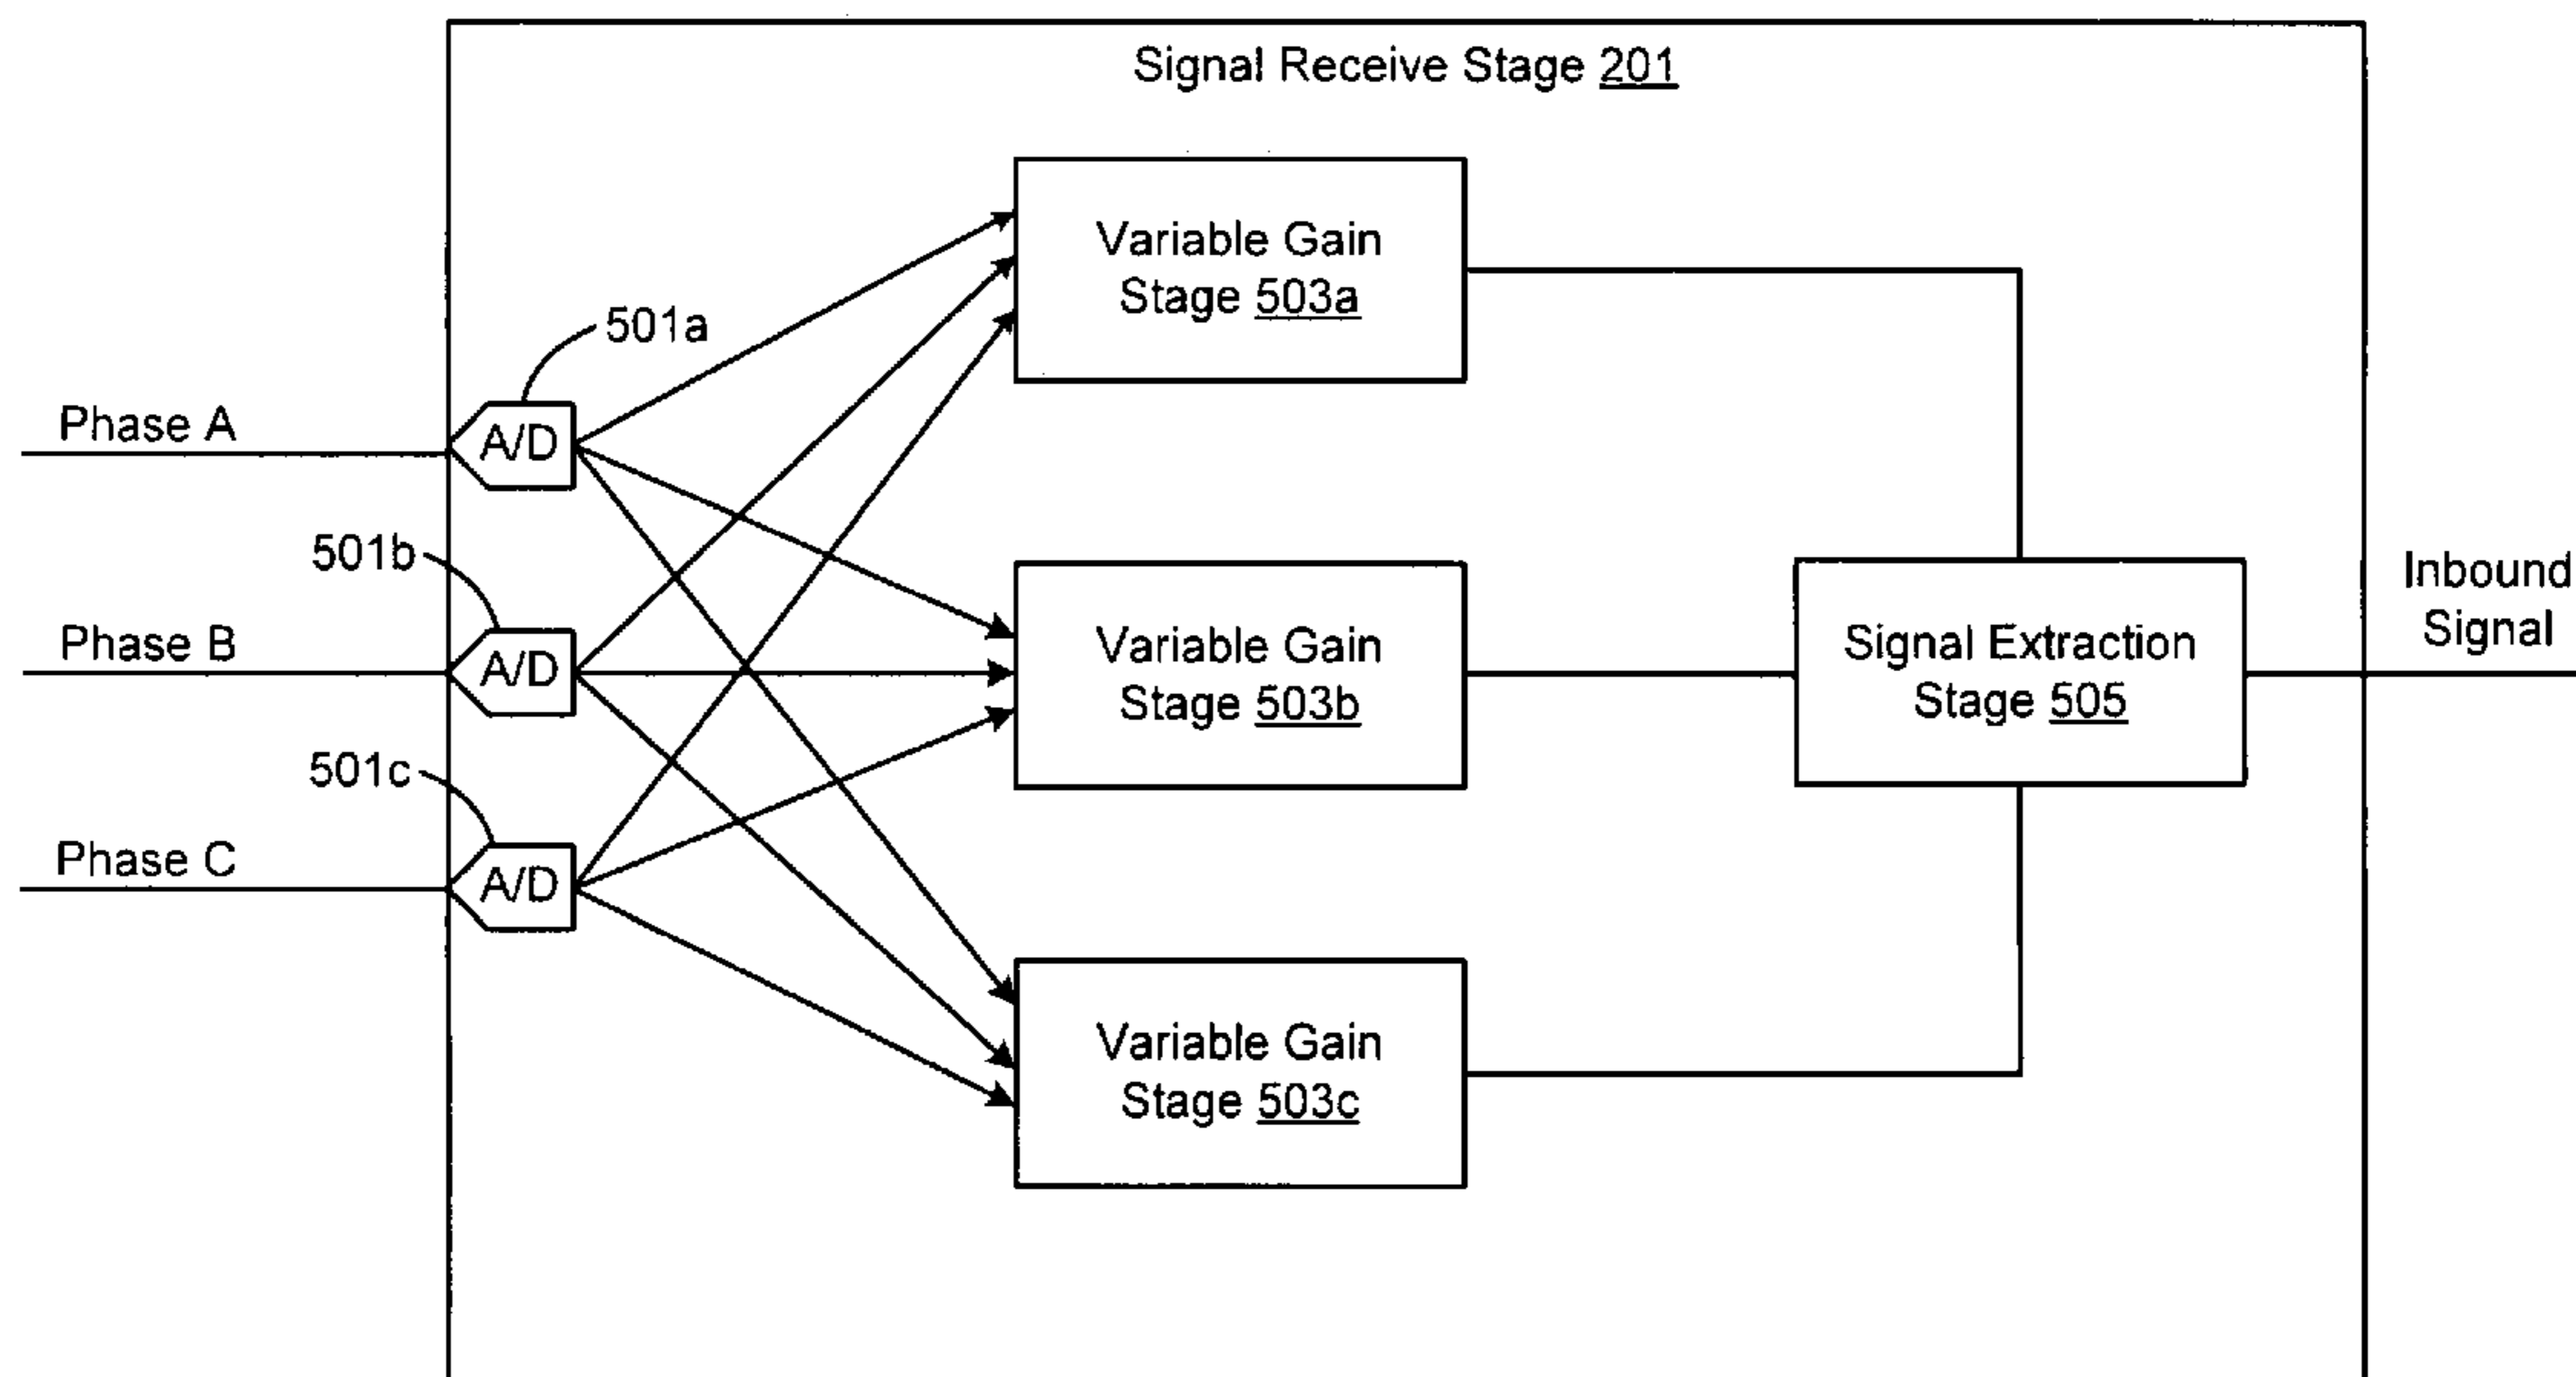 Signal Receive Stage 201
Variable Gain
Stage 503a
501a
Phase A
A/D
501b
Phase B
A/D
Variable Gain
Stage 503b
Signal Extraction
Stage 505
Inbound
Signal
501c
Phase C
A/D
Variable Gain
Stage 503c